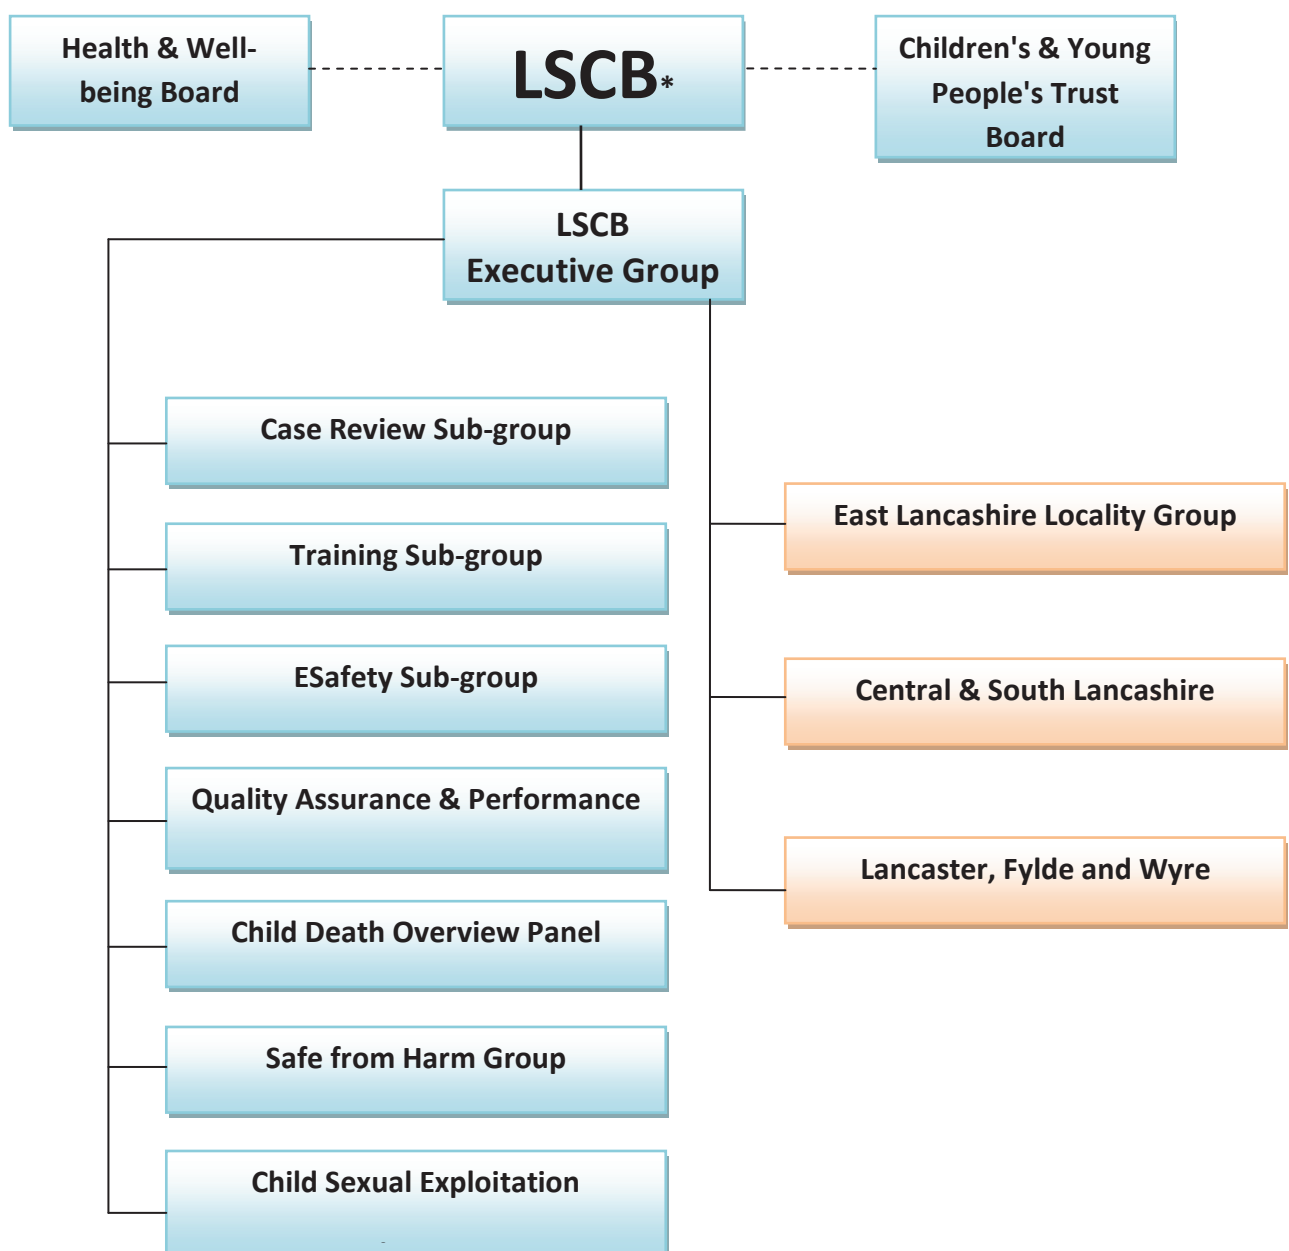 Health & Well-
being Board
LSCB*
Children's & Young
People's Trust
Board
LSCB
Executive Group
Case Review Sub-group
Training Sub-group
ESafety Sub-group
Quality Assurance & Performance
Child Death Overview Panel
Safe from Harm Group
Child Sexual Exploitation
East Lancashire Locality Group
Central & South Lancashire
Lancaster, Fylde and Wyre